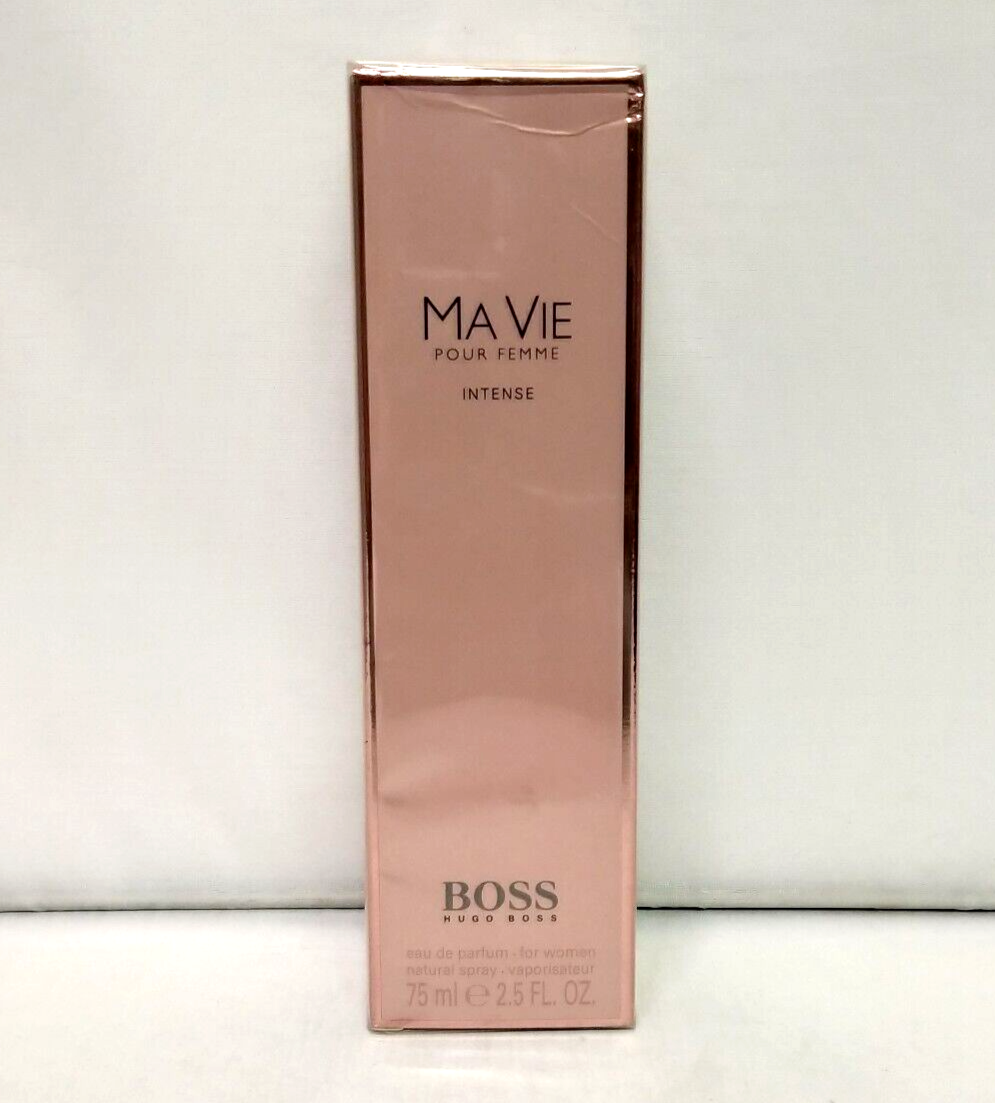 MA VIE
POUR FEMME
INTENSE
BOSS
HUGO BOSS
eau de parfum · for women
natural spray · vaporisateur
75 ml ℮ 2.5 FL. OZ.